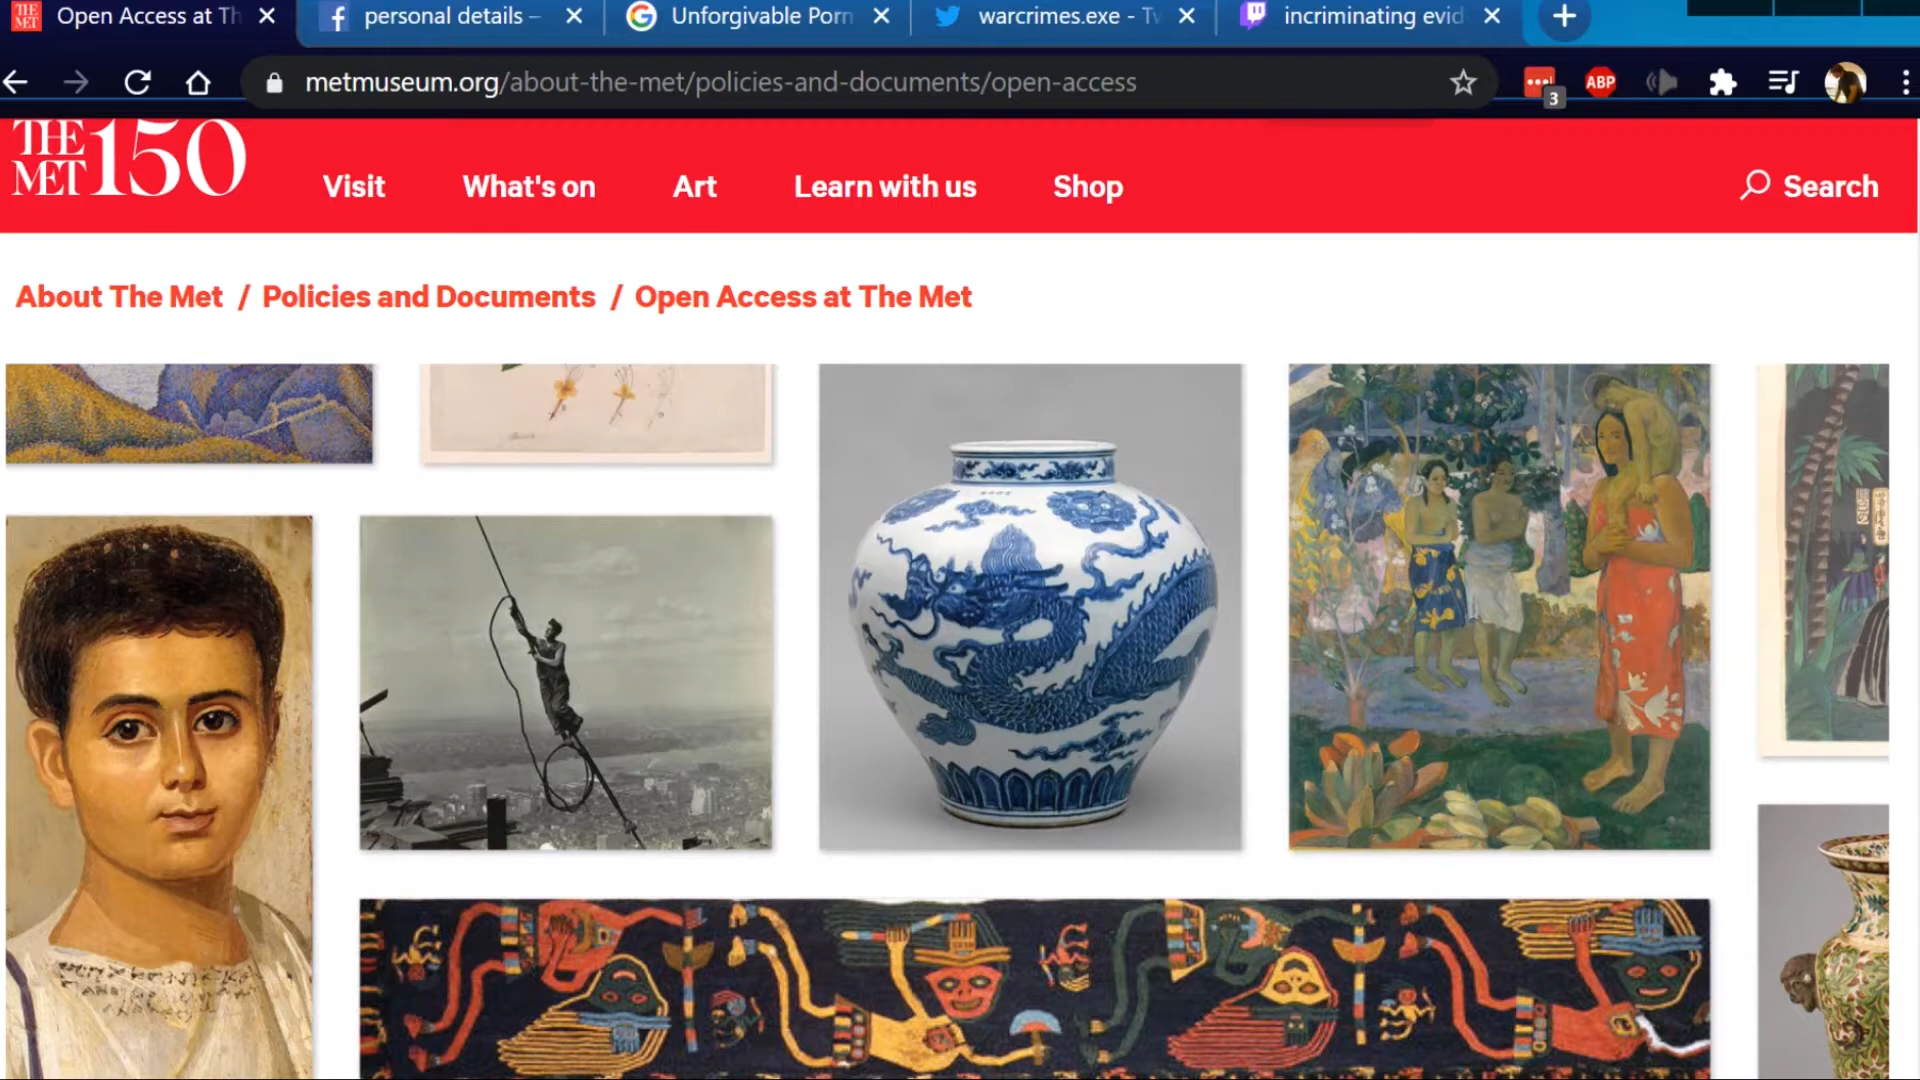 Open Access at Th
personal details –
Unforgivable Porn
warcrimes.exe - Tw
incriminating evid
metmuseum.org/about-the-met/policies-and-documents/open-access
ABP
3
THE MET 150
Visit
What's on
Art
Learn with us
Shop
Search
About The Met / Policies and Documents / Open Access at The Met